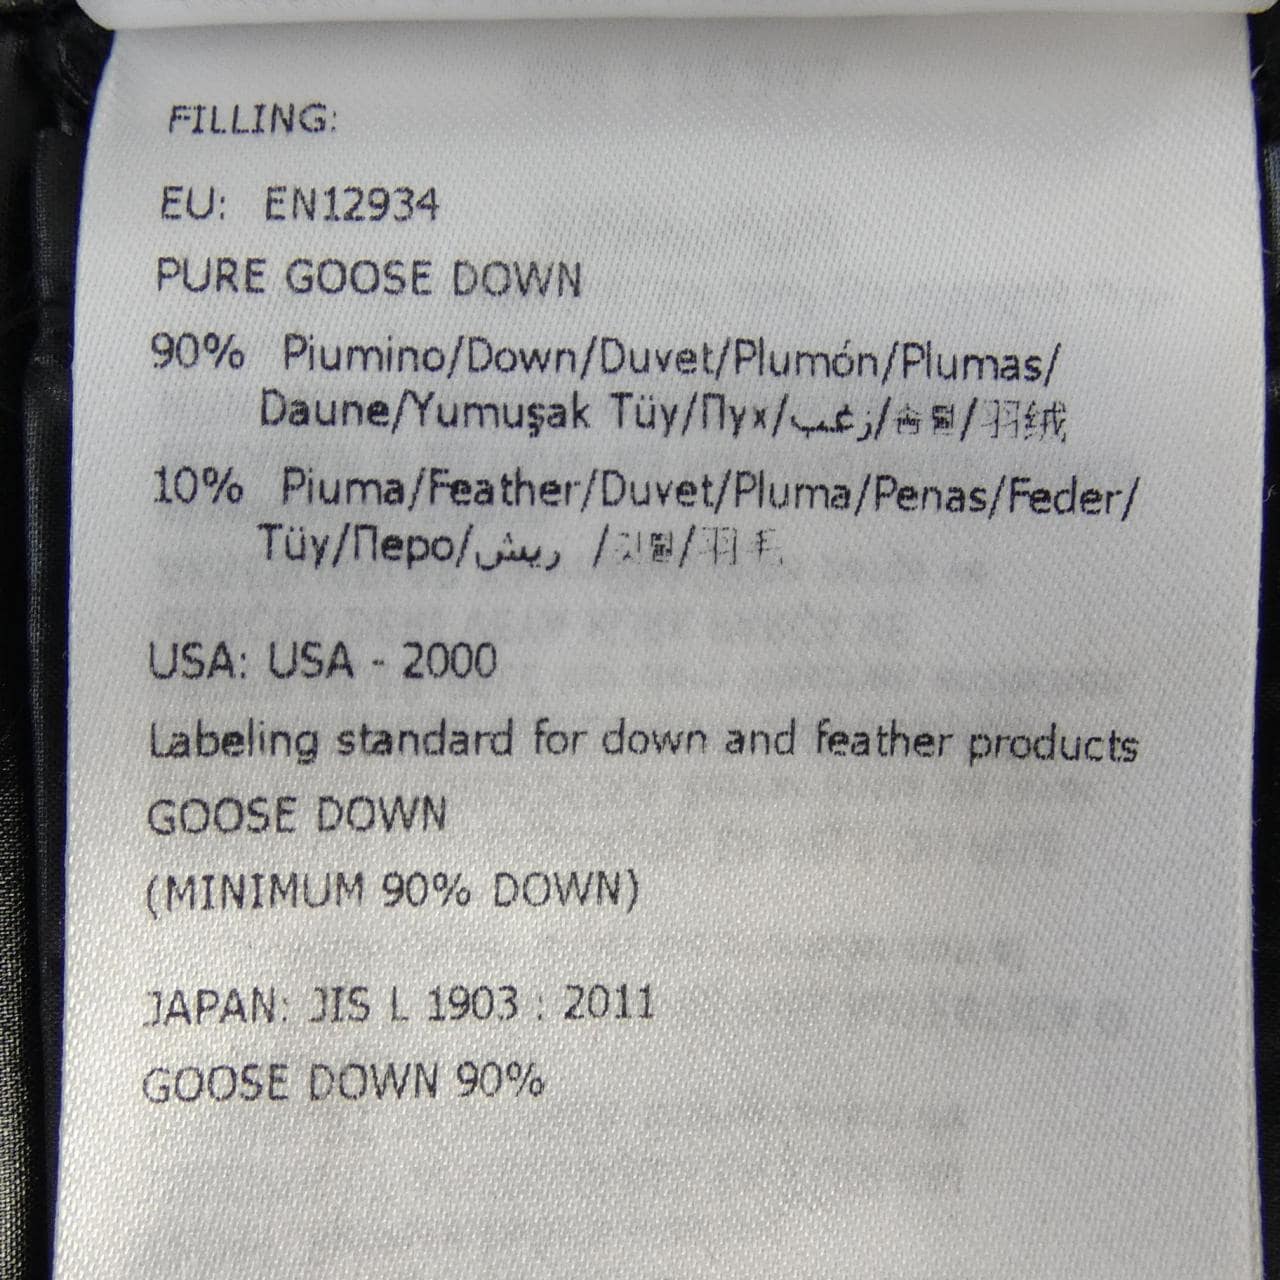 FILLING:
EU: EN12934
PURE GOOSE DOWN
90% Piumino/Down/Duvet/Plumón/Plumas/
Daune/Yumuşak Tüy/Пух/زغب/솜털/羽绒
10% Piuma/Feather/Duvet/Pluma/Penas/Feder/
Tüy/Перо/ريش /깃털/羽毛
USA: USA - 2000
Labeling standard for down and feather products
GOOSE DOWN
(MINIMUM 90% DOWN)
JAPAN: JIS L 1903 : 2011
GOOSE DOWN 90%